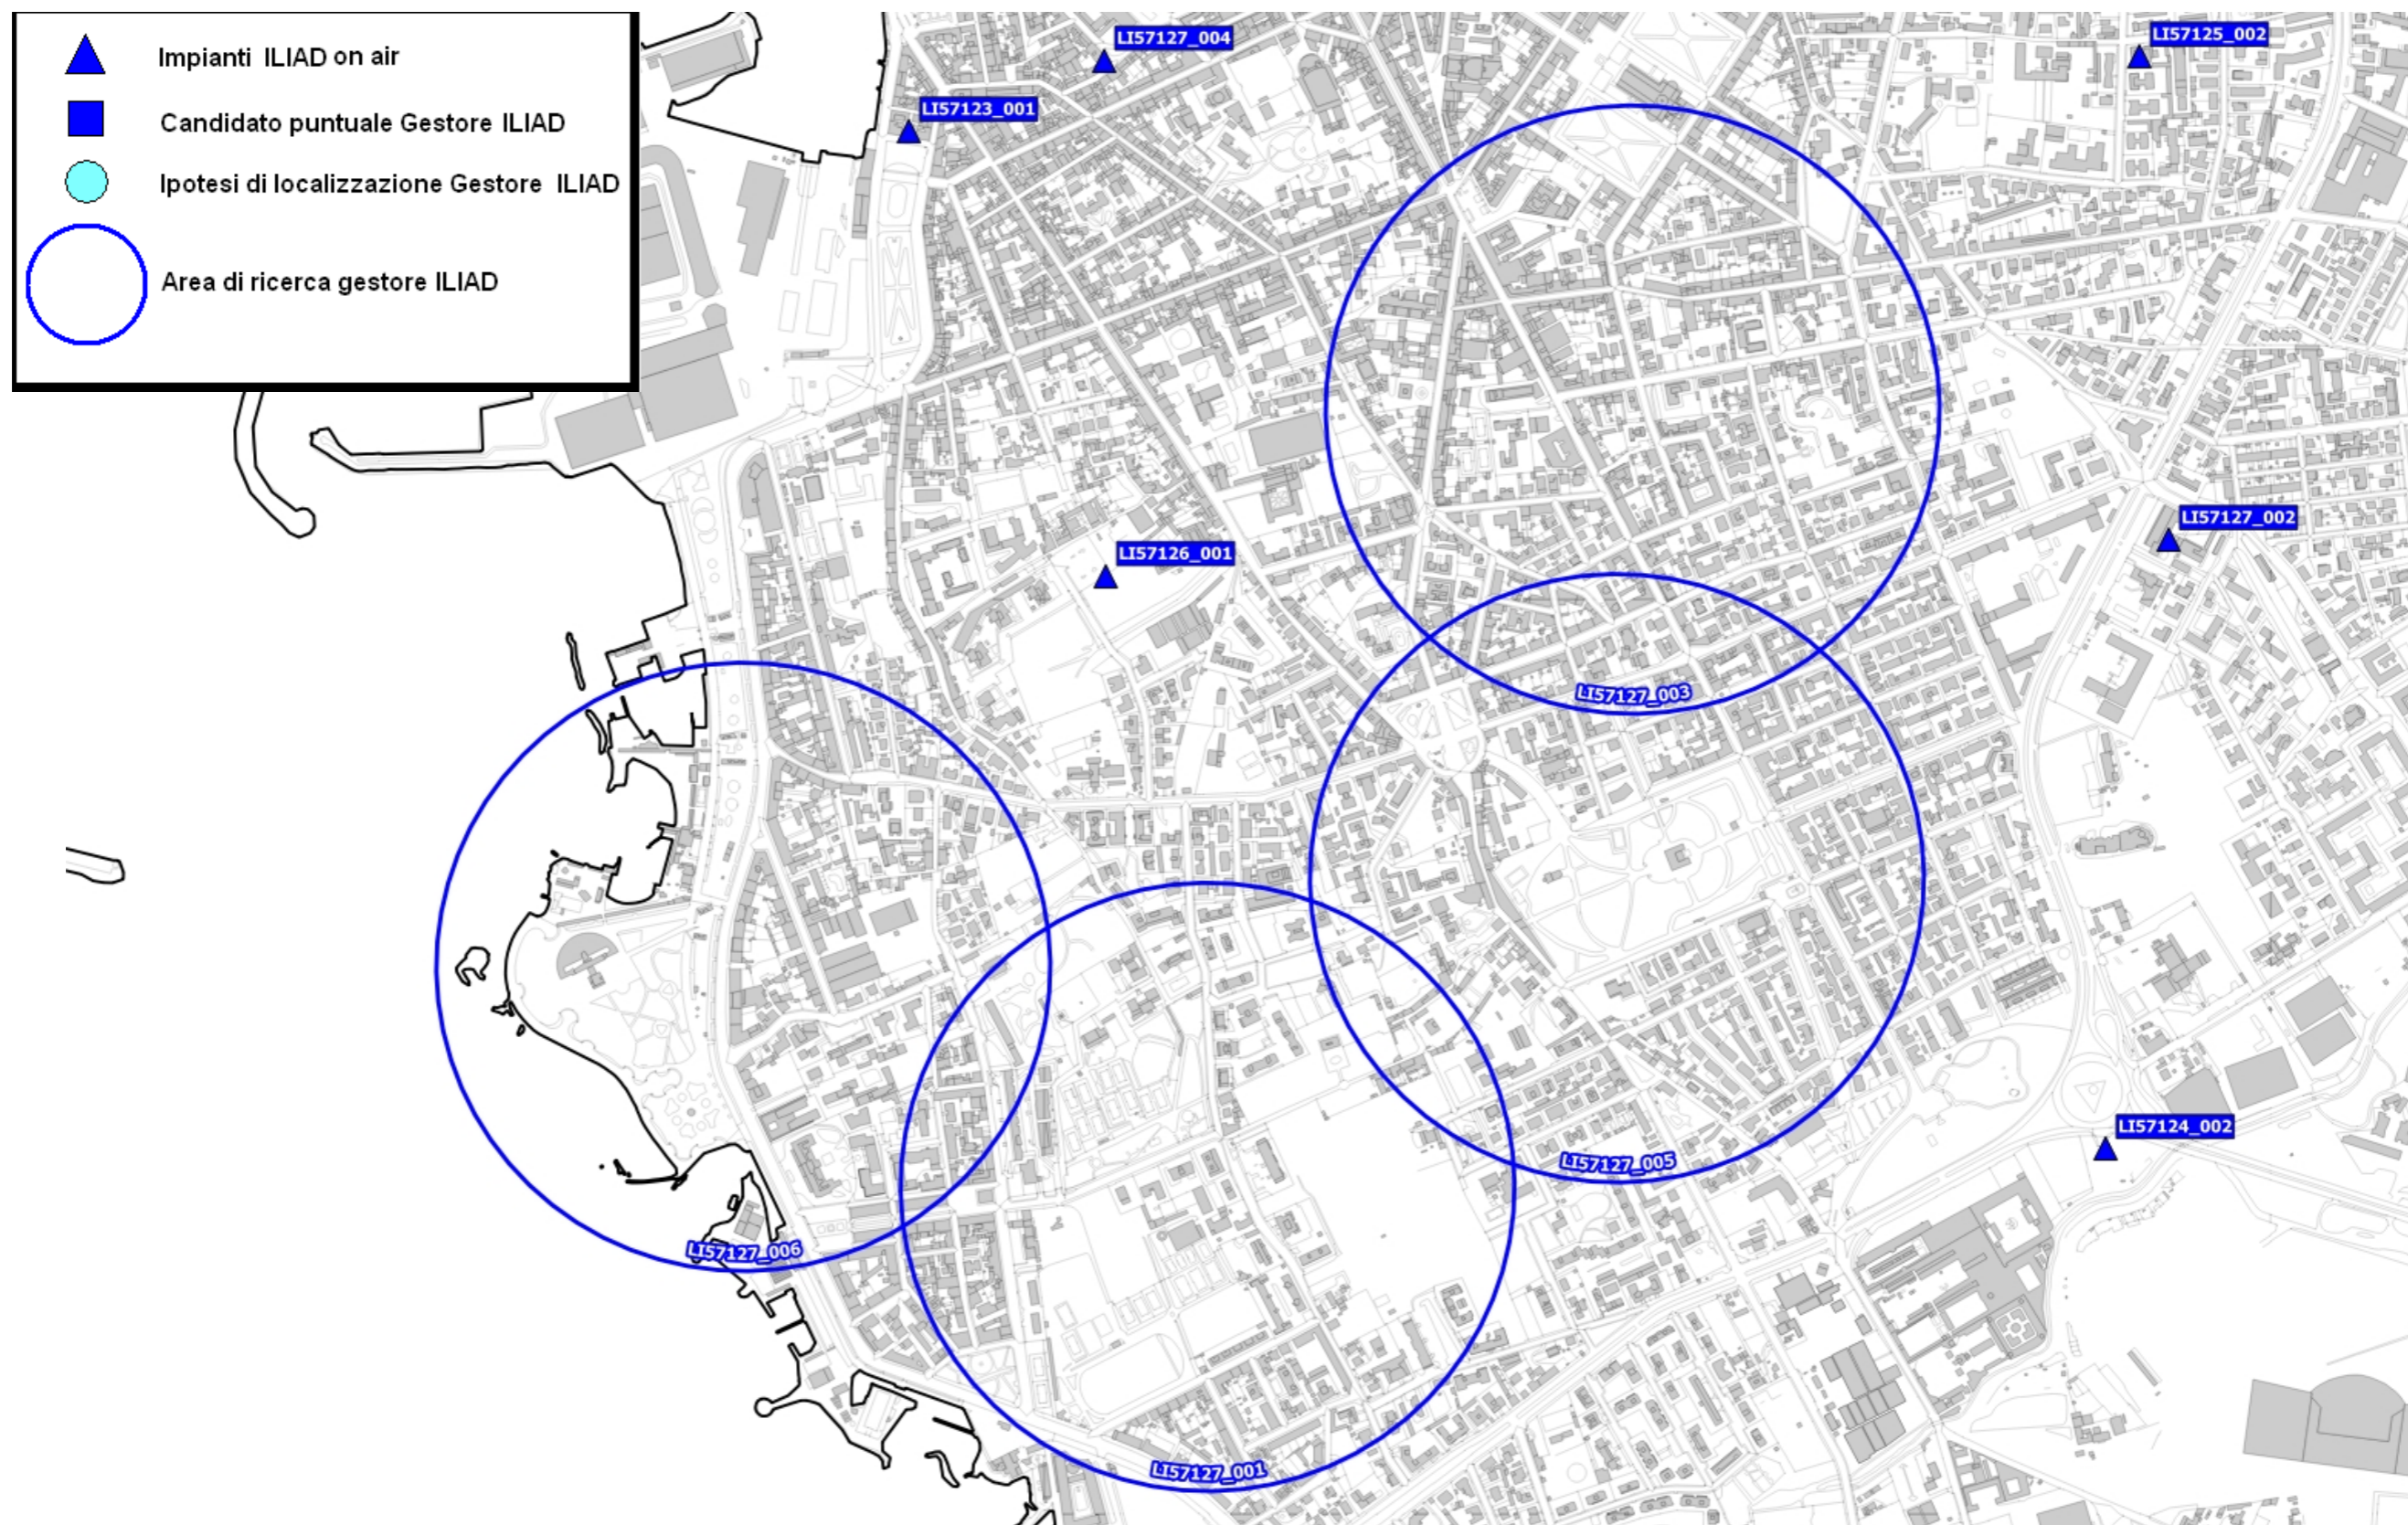 Impianti ILIAD on air
Candidato puntuale Gestore ILIAD
Ipotesi di localizzazione Gestore ILIAD
Area di ricerca gestore ILIAD
LI57127_004
LI57125_002
LI57123_001
LI57127_002
LI57126_001
LI57127_003
LI57124_002
LI57127_005
LI57127_006
LI57127_001